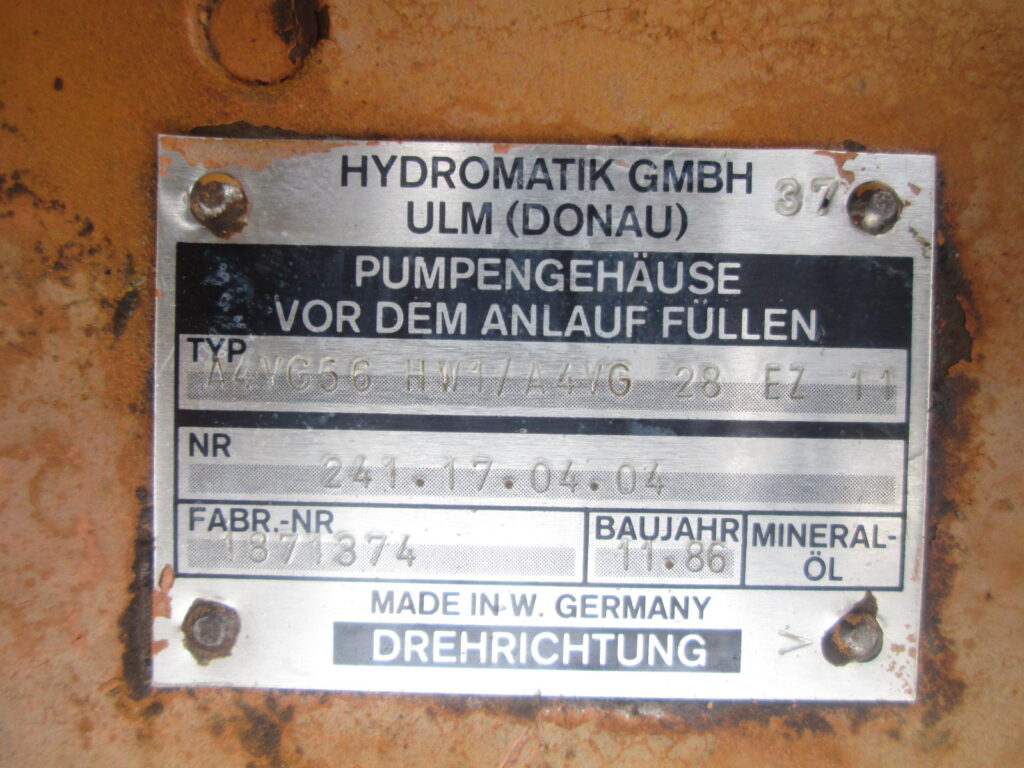 HYDROMATIK GMBH 37
ULM (DONAU)
PUMPENGEHÄUSE
VOR DEM ANLAUF FÜLLEN
TYP
A4VG56 HW1/A4VG 28 EZ 11
NR
241.17.04.04
FABR.-NR
1871374
BAUJAHR
11.86
MINERAL-
ÖL
MADE IN W. GERMANY
DREHRICHTUNG >